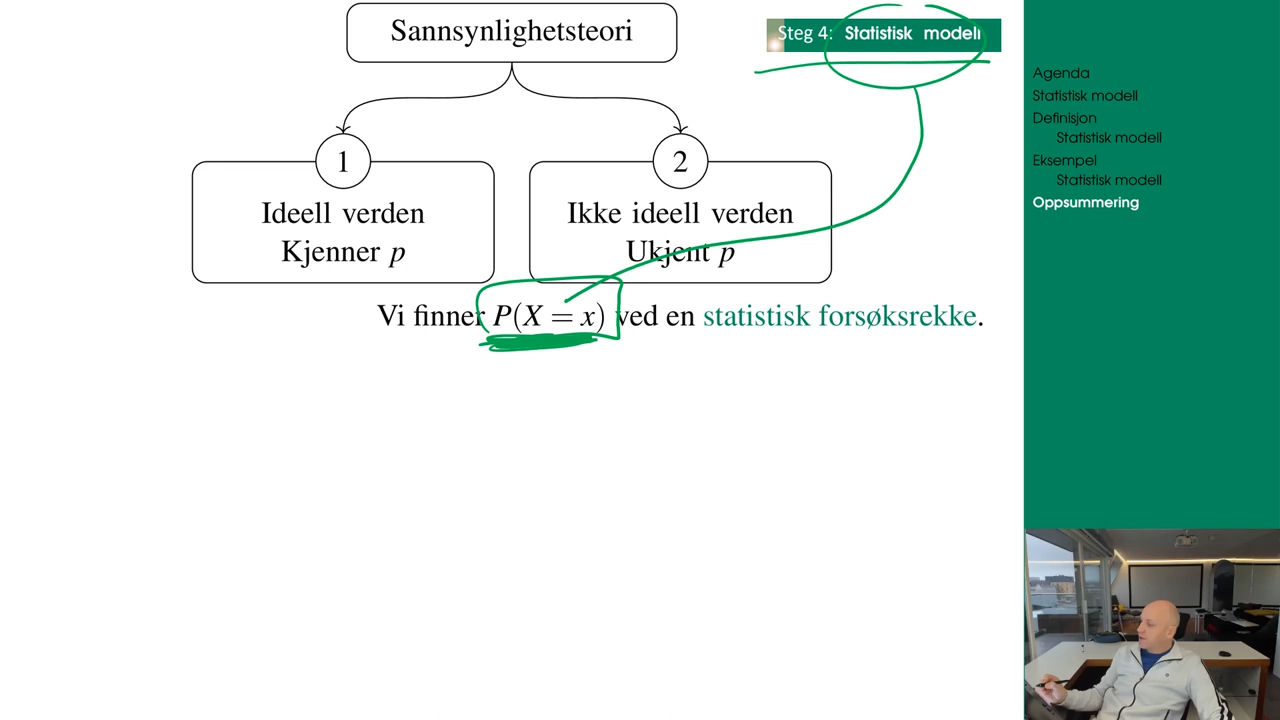 Sannsynlighetsteori
Steg 4: Statistisk modell
1
Ideell verden
Kjenner p
2
Ikke ideell verden
Ukjent p
Vi finner P(X = x) ved en statistisk forsøksrekke.
Agenda
Statistisk modell
Definisjon
Statistisk modell
Eksempel
Statistisk modell
Oppsummering